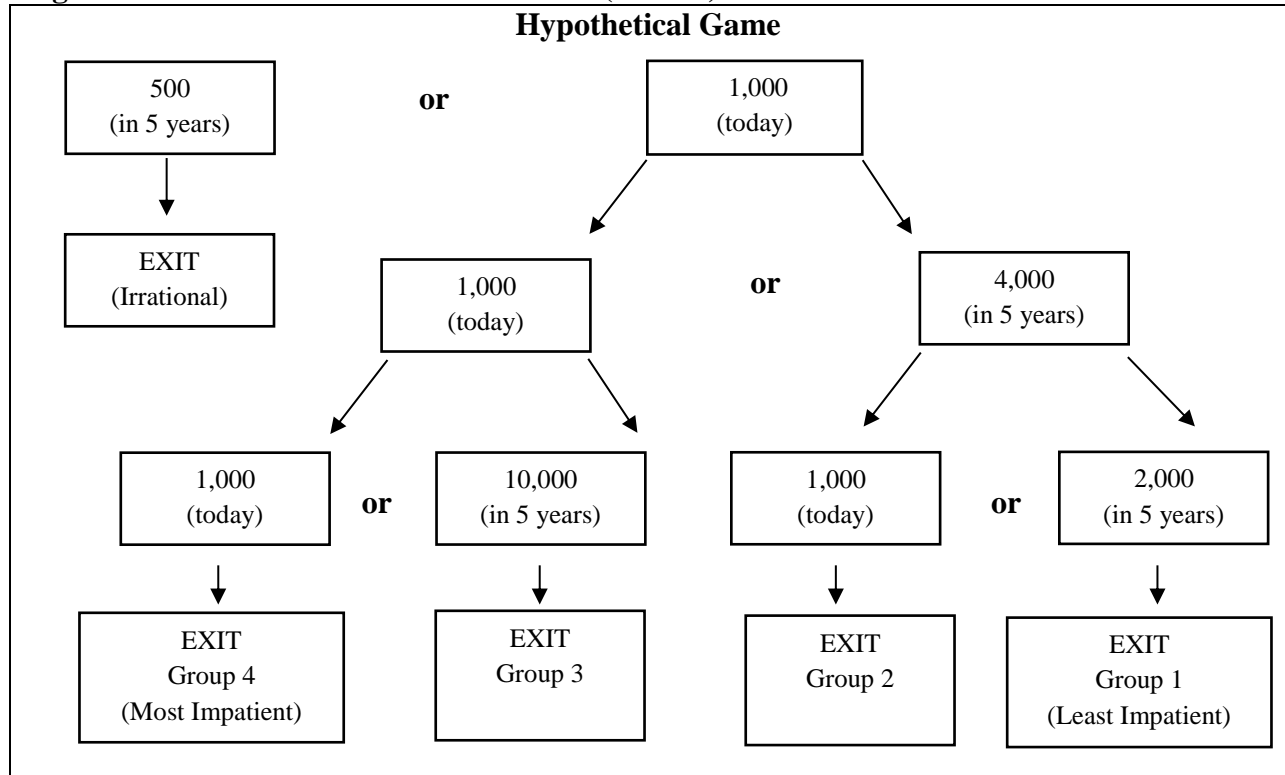 Hypothetical Game
500
(in 5 years)
or
1,000
(today)
EXIT
(Irrational)
1,000
(today)
or
4,000
(in 5 years)
1,000
(today)
or
10,000
(in 5 years)
1,000
(today)
or
2,000
(in 5 years)
EXIT
Group 4
(Most Impatient)
EXIT
Group 3
EXIT
Group 2
EXIT
Group 1
(Least Impatient)